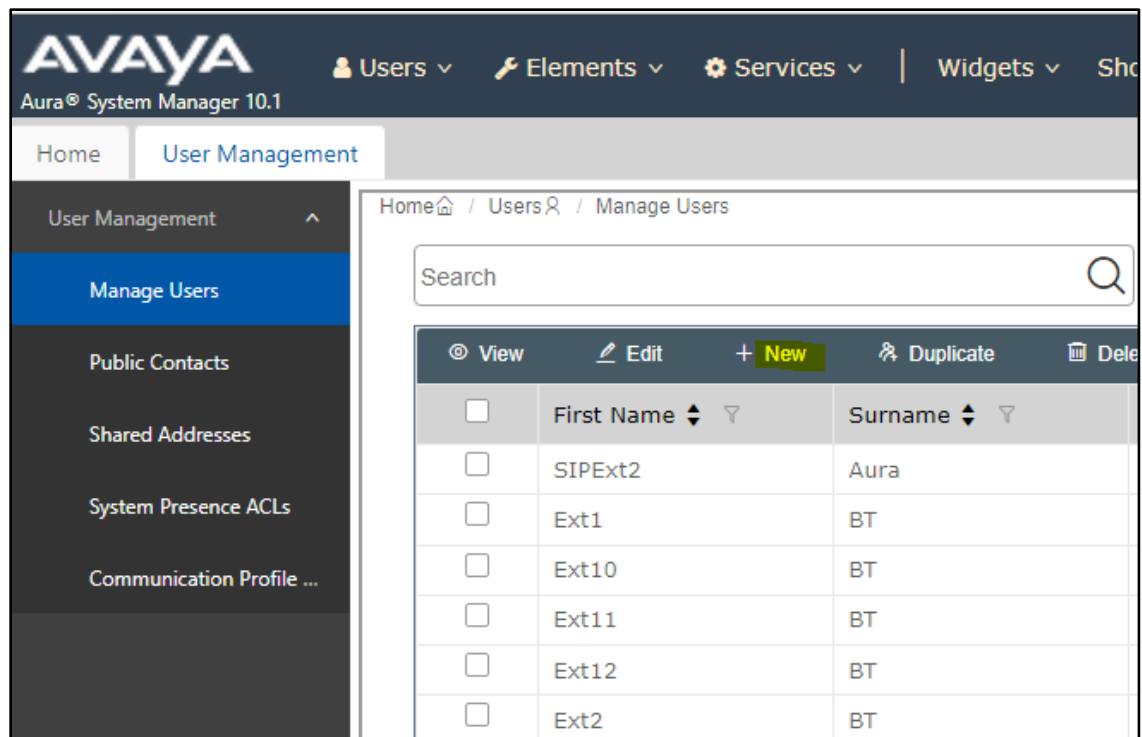 AVAYA
Aura® System Manager 10.1
Users Elements Services | Widgets
Home User Management
User Management
Manage Users
Public Contacts
Shared Addresses
System Presence ACLs
Communication Profile ...
Home / Users / Manage Users
Search
View Edit + New Duplicate
First Name Surname
SIPExt2 Aura
Ext1 BT
Ext10 BT
Ext11 BT
Ext12 BT
Ext2 BT